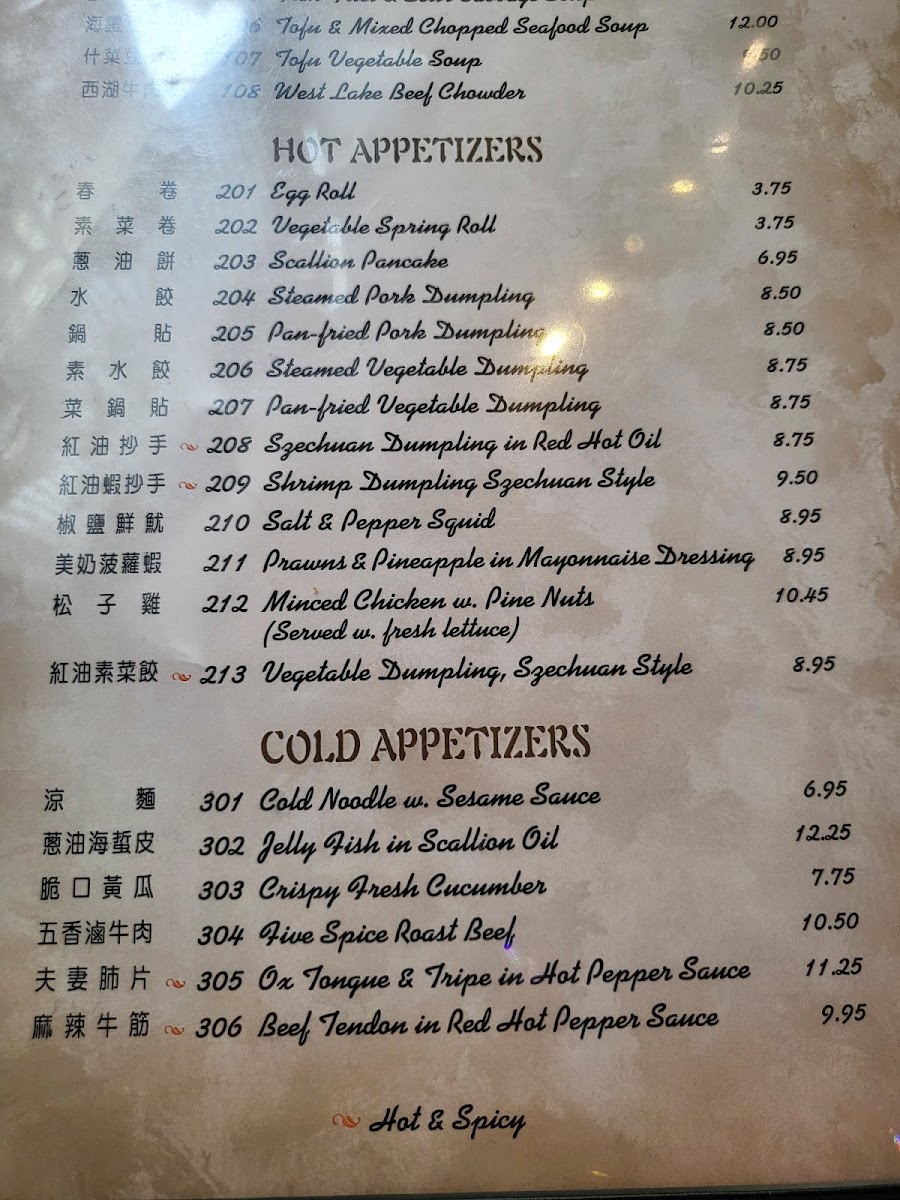 海 6 Tofu & Mixed Chopped Seafood Soup 12.00
什菜豆 107 Tofu Vegetable Soup .50
西湖牛 108 West Lake Beef Chowder 10.25
HOT APPETIZERS
春卷 201 Egg Roll 3.75
素菜卷 202 Vegetable Spring Roll 3.75
蔥油餅 203 Scallion Pancake 6.95
水餃 204 Steamed Pork Dumpling 8.50
鍋貼 205 Pan-fried Pork Dumpling 8.50
素水餃 206 Steamed Vegetable Dumpling 8.75
菜鍋貼 207 Pan-fried Vegetable Dumpling 8.75
紅油抄手 208 Szechuan Dumpling in Red Hot Oil 8.75
紅油蝦抄手 209 Shrimp Dumpling Szechuan Style 9.50
椒鹽鮮魷 210 Salt & Pepper Squid 8.95
美奶菠蘿蝦 211 Prawns & Pineapple in Mayonnaise Dressing 8.95
松子雞 212 Minced Chicken w. Pine Nuts 10.45
(Served w. fresh lettuce)
紅油素菜餃 213 Vegetable Dumpling, Szechuan Style 8.95
COLD APPETIZERS
涼麵 301 Cold Noodle w. Sesame Sauce 6.95
蔥油海蜇皮 302 Jelly Fish in Scallion Oil 12.25
脆口黃瓜 303 Crispy Fresh Cucumber 7.75
五香滷牛肉 304 Five Spice Roast Beef 10.50
夫妻肺片 305 Ox Tongue & Tripe in Hot Pepper Sauce 11.25
麻辣牛筋 306 Beef Tendon in Red Hot Pepper Sauce 9.95
Hot & Spicy